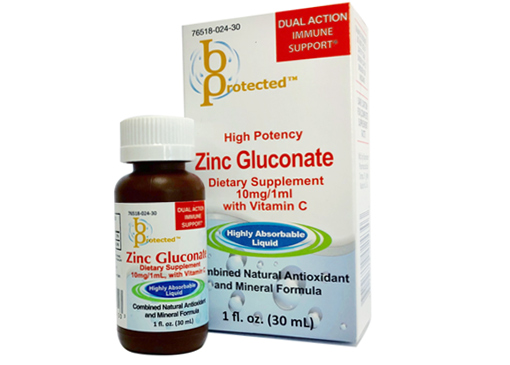 76518-024-30
DUAL ACTION
IMMUNE
SUPPORT®
b
Protected™
High Potency
Zinc Gluconate
Dietary Supplement
10mg/1ml
with Vitamin C
Highly Absorbable
Liquid
Combined Natural Antioxidant
and Mineral Formula
1 fl. oz. (30 mL)
76518-024-30
DUAL ACTION
IMMUNE
SUPPORT
b
Protected™
Zinc Gluconate
Dietary Supplement
10mg/1mL, with Vitamin C
Highly Absorbable
Liquid
Combined Natural Antioxidant
and Mineral Formula
1 fl. oz. (30 mL)